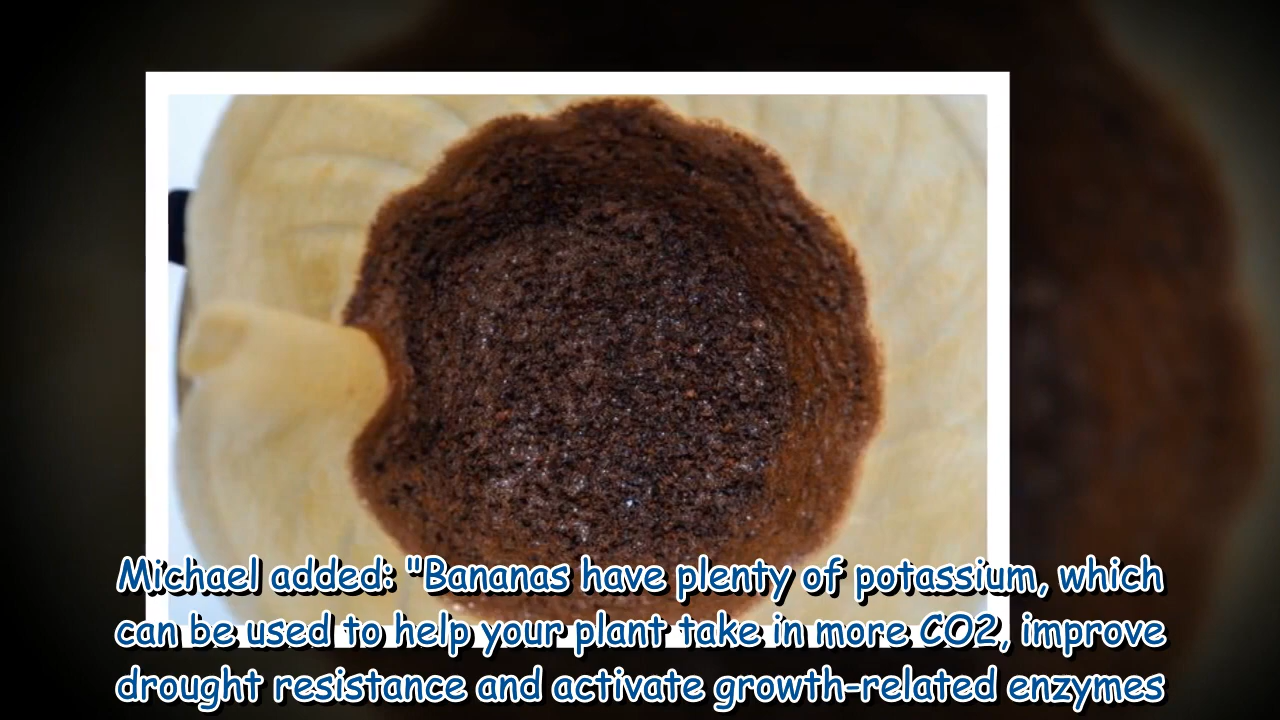 Michael added: "Bananas have plenty of potassium, which
can be used to help your plant take in more CO2, improve
drought resistance and activate growth-related enzymes